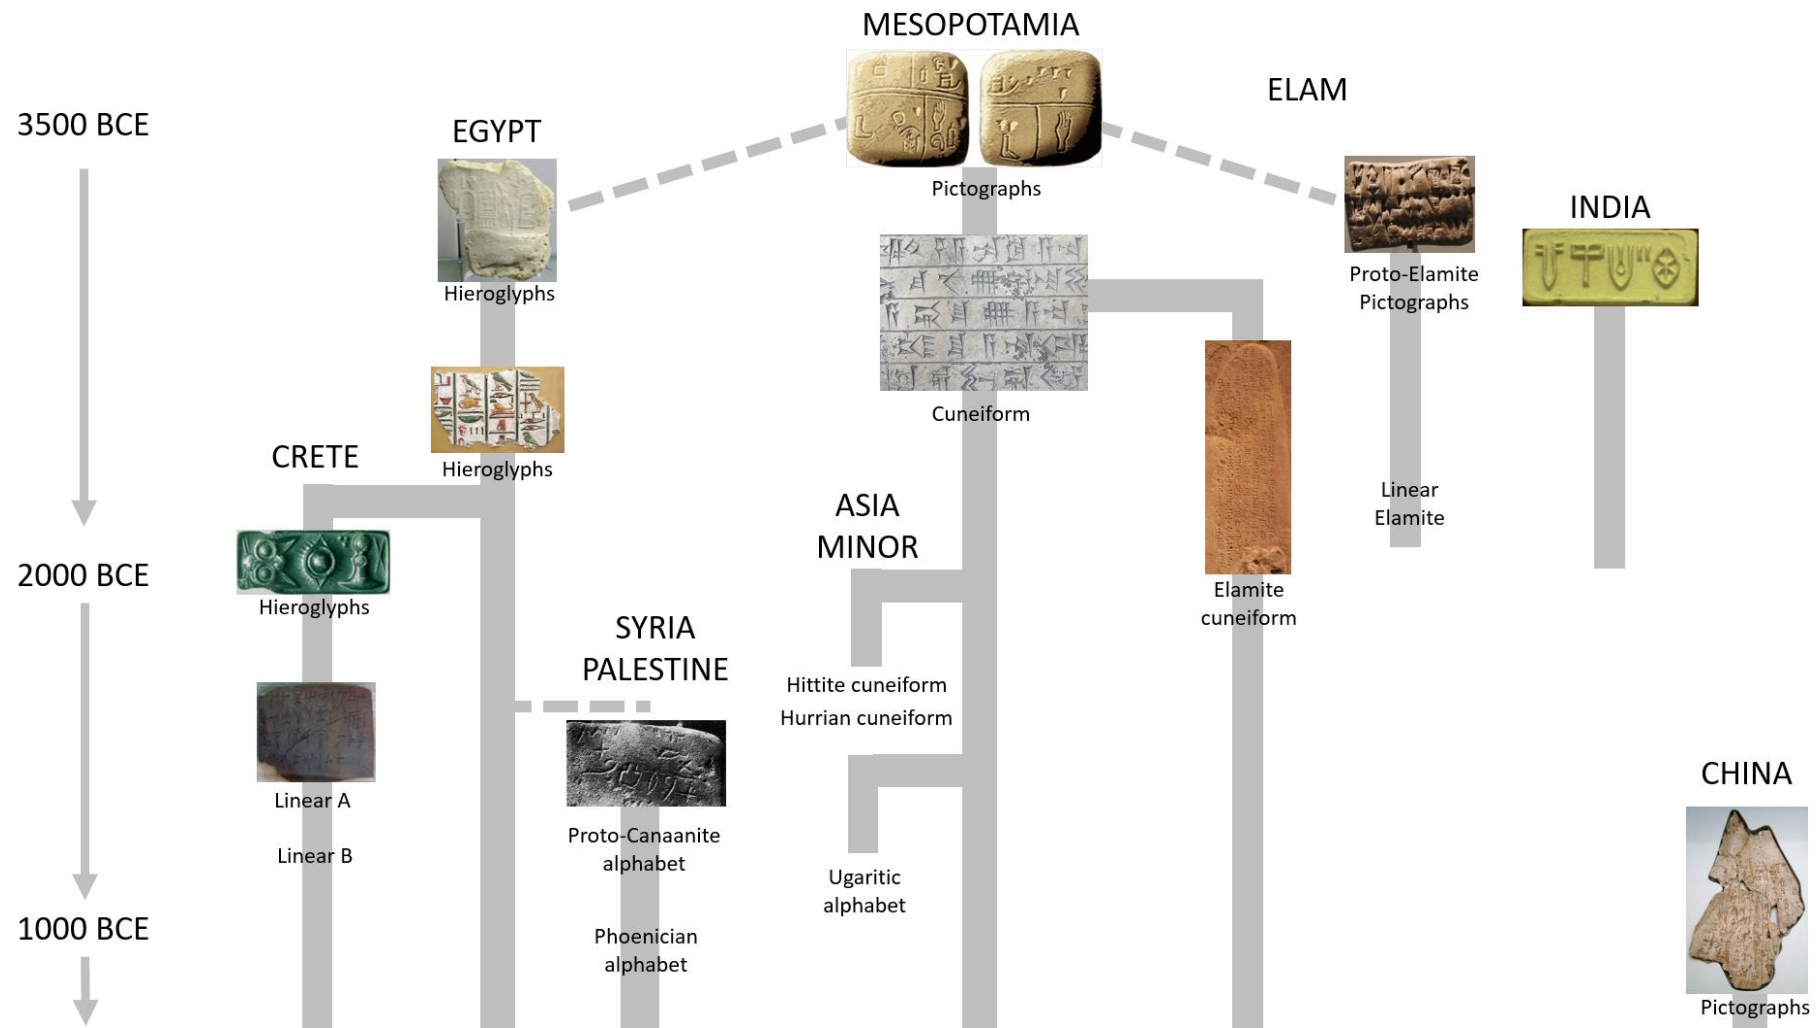 MESOPOTAMIA
ELAM
3500 BCE
EGYPT
Pictographs
INDIA
Proto-Elamite
Pictographs
Hieroglyphs
Cuneiform
CRETE
Hieroglyphs
Linear
Elamite
ASIA
MINOR
2000 BCE
Elamite
cuneiform
Hieroglyphs
SYRIA
PALESTINE
Hittite cuneiform
Hurrian cuneiform
CHINA
Linear A
Proto-Canaanite
alphabet
Linear B
Ugaritic
alphabet
1000 BCE
Phoenician
alphabet
Pictographs